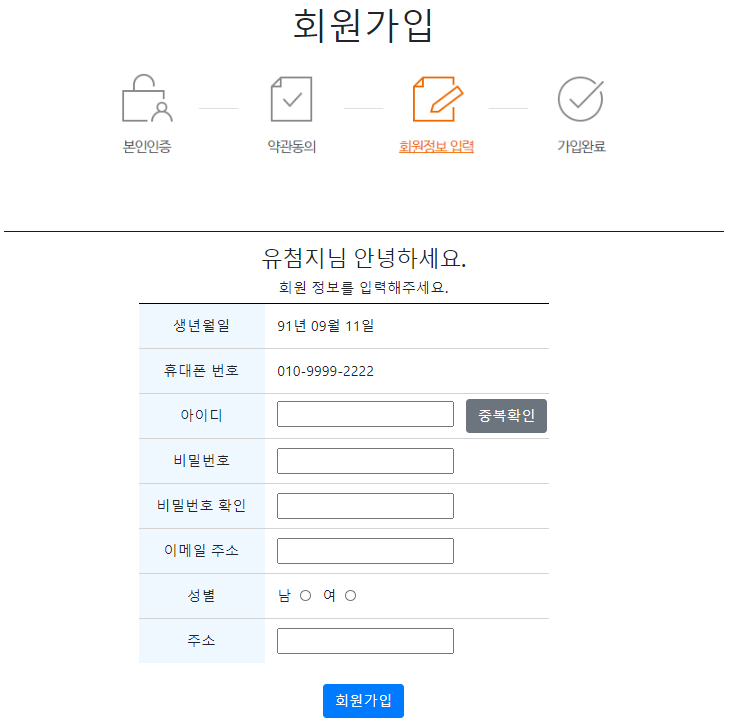 회원가입
본인인증 약관동의 회원정보 입력 가입완료
유첨지님 안녕하세요.
회원 정보를 입력해주세요.
생년월일 91년 09월 11일
휴대폰 번호 010-9999-2222
아이디 중복확인
비밀번호
비밀번호 확인
이메일 주소
성별 남 여
주소
회원가입